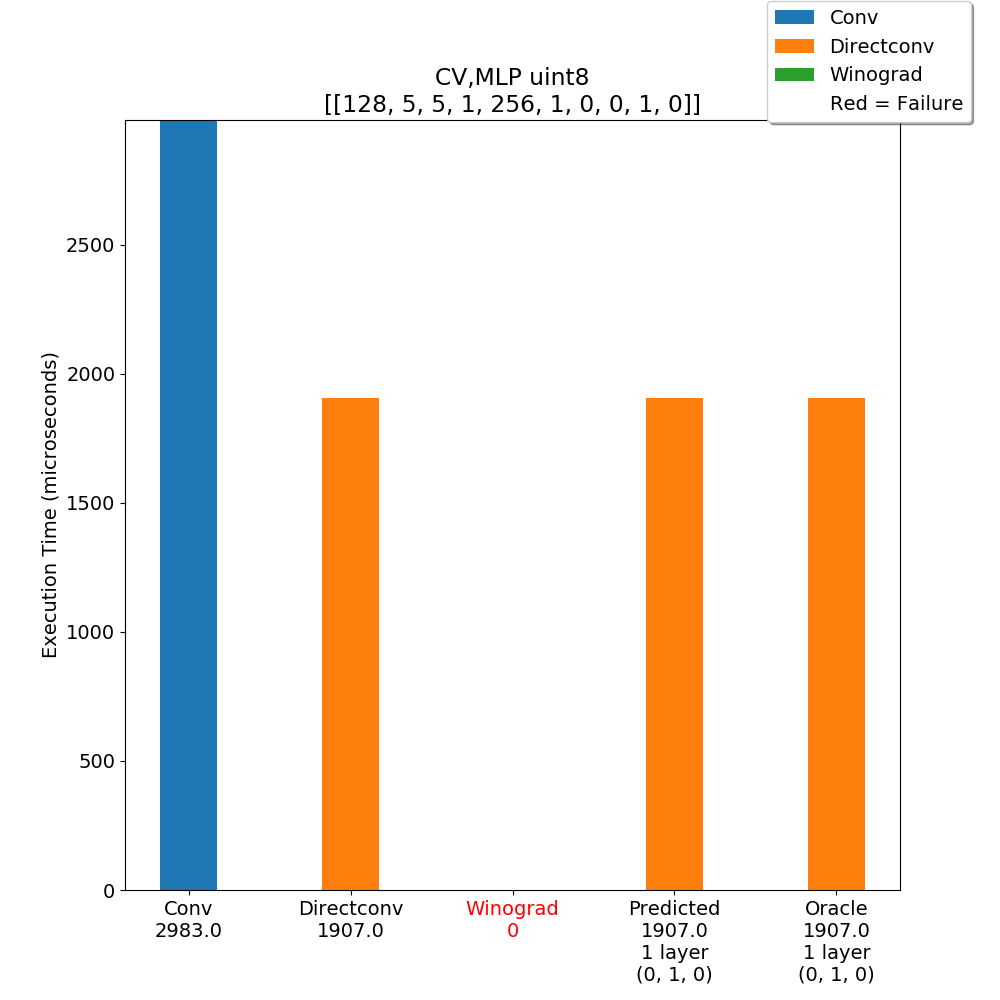 Conv
Directconv
Winograd
Red = Failure
CV,MLP uint8
[[128, 5, 5, 1, 256, 1, 0, 0, 1, 0]]
Execution Time (microseconds)
2500
2000
1500
1000
500
0
Conv
2983.0
Directconv
1907.0
Winograd
0
Predicted
1907.0
1 layer
(0, 1, 0)
Oracle
1907.0
1 layer
(0, 1, 0)